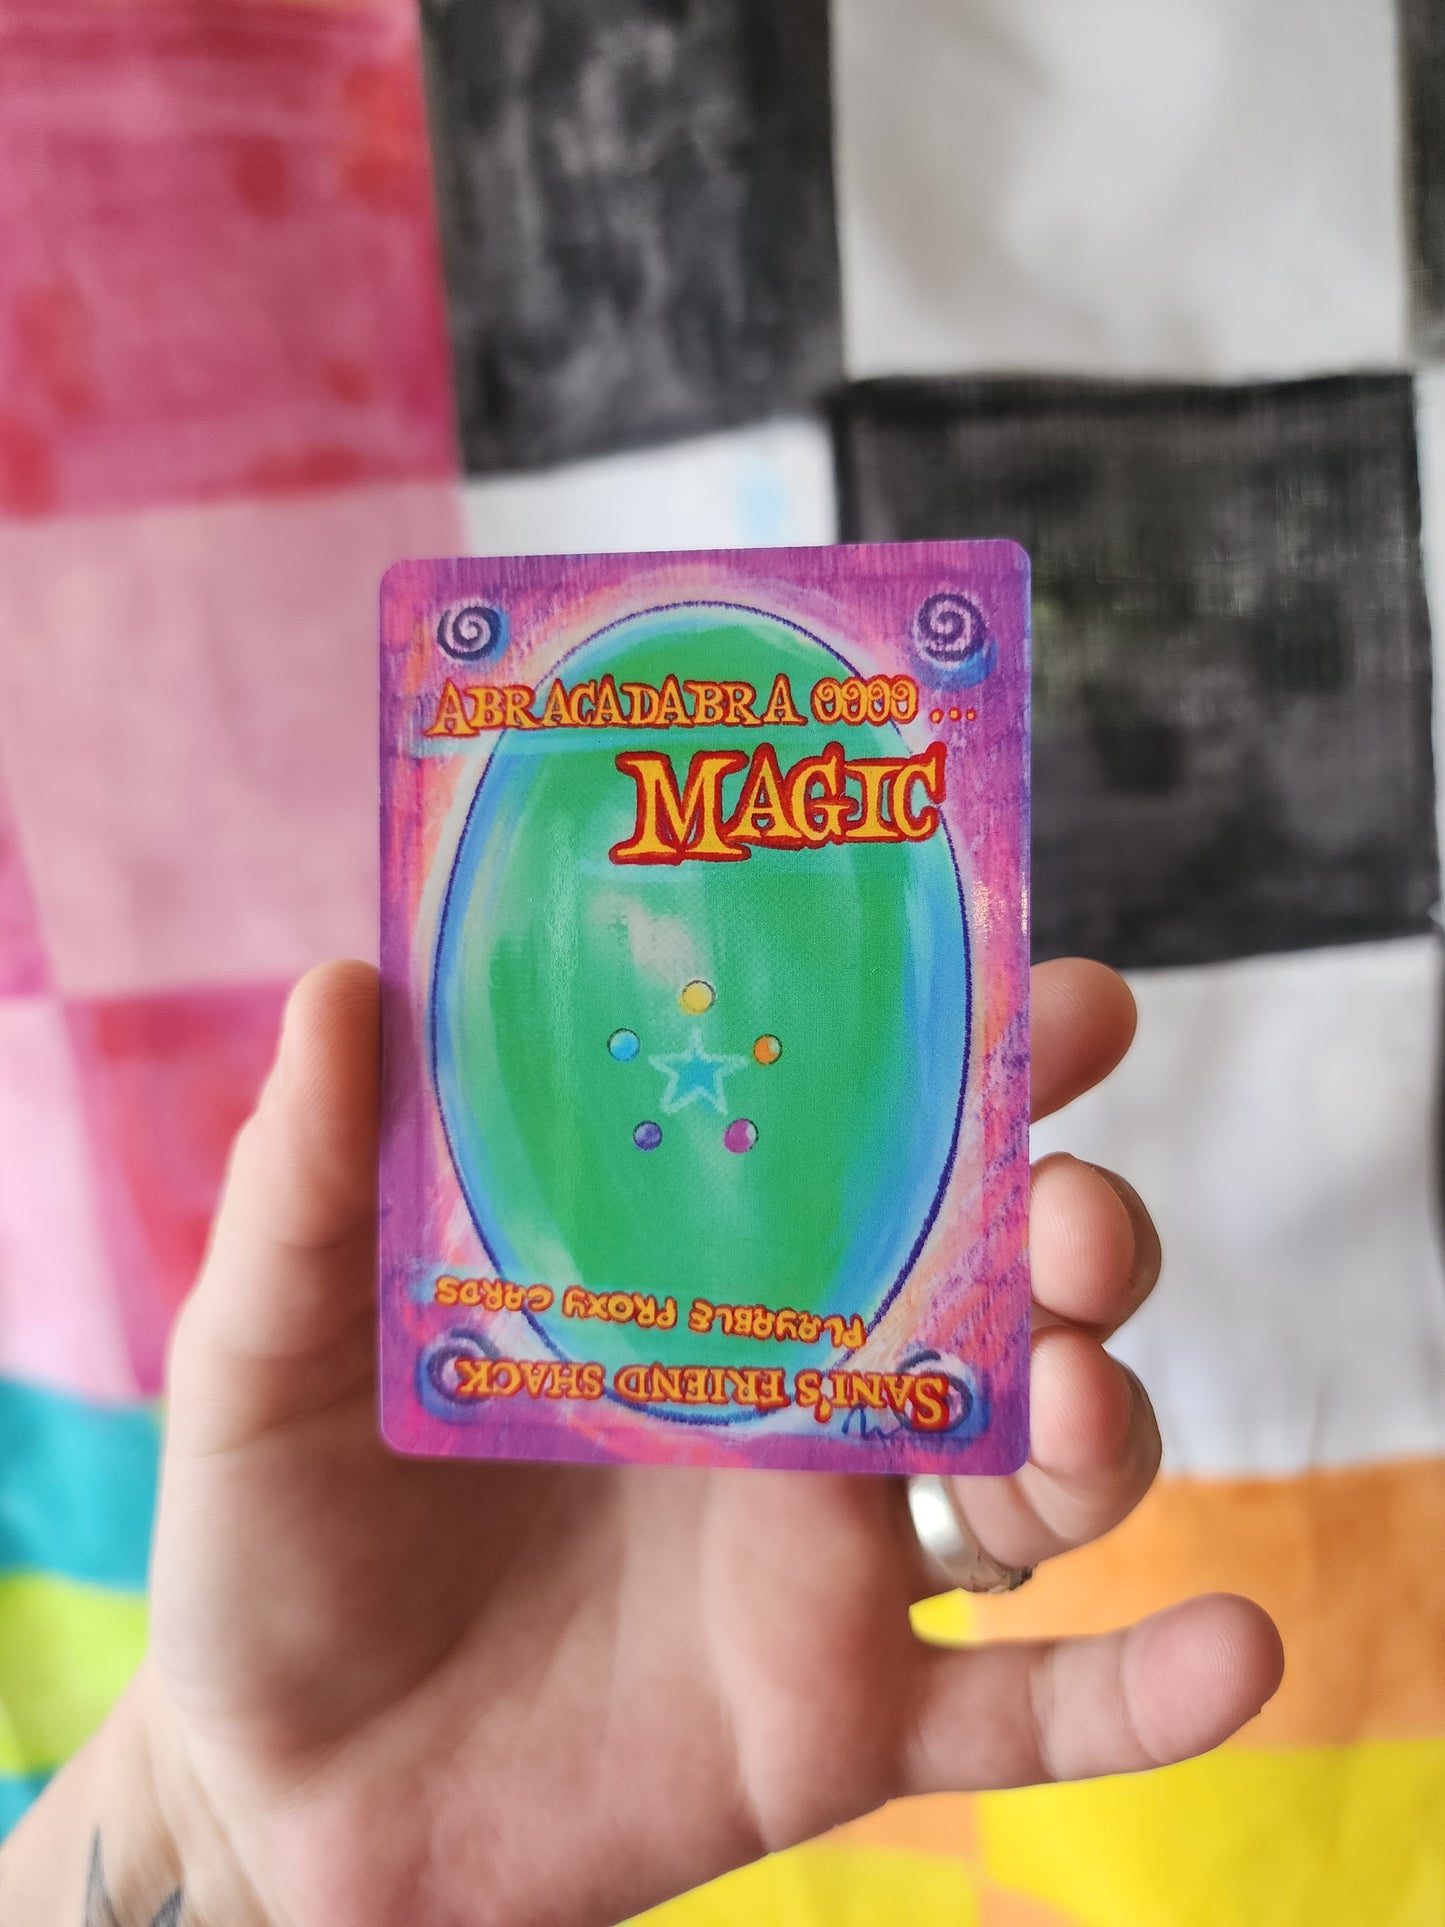 ABRACADABRA OOOO ...
MAGIC
PLAYABLE PROXY CARDS
SANI'S FRIEND SHACK